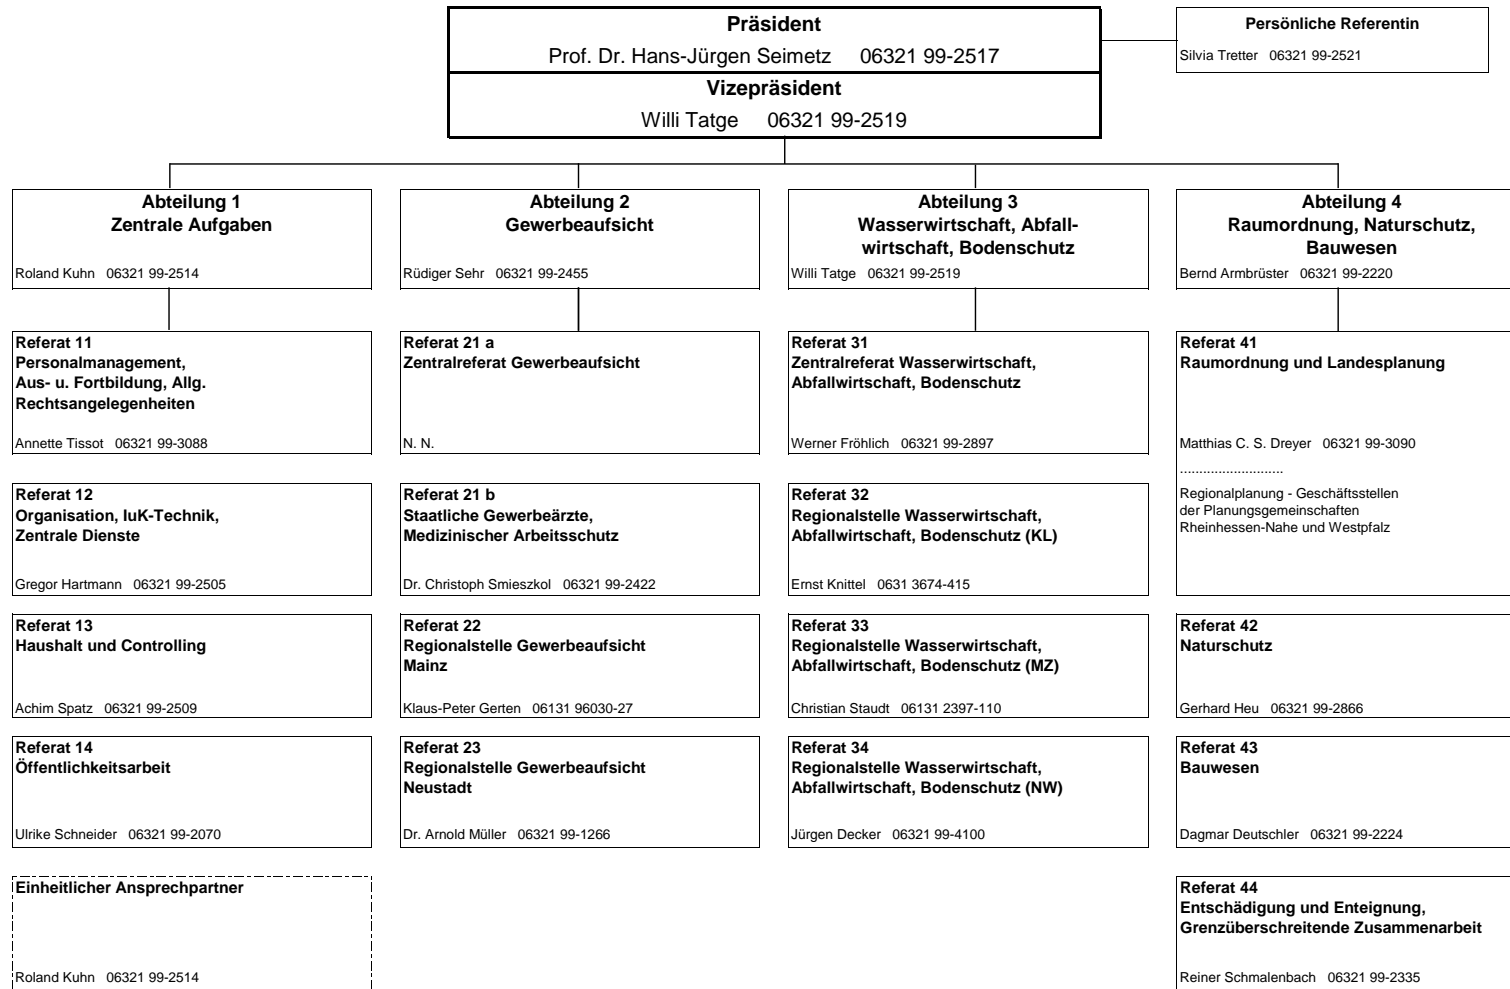 Präsident
Prof. Dr. Hans-Jürgen Seimetz 06321 99-2517
Vizepräsident
Willi Tatge 06321 99-2519
Persönliche Referentin
Silvia Tretter 06321 99-2521
Abteilung 1
Zentrale Aufgaben
Roland Kuhn 06321 99-2514
Abteilung 2
Gewerbeaufsicht
Rüdiger Sehr 06321 99-2455
Abteilung 3
Wasserwirtschaft, Abfall-
wirtschaft, Bodenschutz
Willi Tatge 06321 99-2519
Abteilung 4
Raumordnung, Naturschutz,
Bauwesen
Bernd Armbrüster 06321 99-2220
Referat 11
Personalmanagement,
Aus- u. Fortbildung, Allg.
Rechtsangelegenheiten
Annette Tissot 06321 99-3088
Referat 21 a
Zentralreferat Gewerbeaufsicht
N. N.
Referat 31
Zentralreferat Wasserwirtschaft,
Abfallwirtschaft, Bodenschutz
Werner Fröhlich 06321 99-2897
Referat 41
Raumordnung und Landesplanung
Matthias C. S. Dreyer 06321 99-3090
...........................
Regionalplanung - Geschäftsstellen
der Planungsgemeinschaften
Rheinhessen-Nahe und Westpfalz
Referat 12
Organisation, IuK-Technik,
Zentrale Dienste
Gregor Hartmann 06321 99-2505
Referat 21 b
Staatliche Gewerbeärzte,
Medizinischer Arbeitsschutz
Dr. Christoph Smieszkol 06321 99-2422
Referat 32
Regionalstelle Wasserwirtschaft,
Abfallwirtschaft, Bodenschutz (KL)
Ernst Knittel 0631 3674-415
Referat 13
Haushalt und Controlling
Achim Spatz 06321 99-2509
Referat 22
Regionalstelle Gewerbeaufsicht
Mainz
Klaus-Peter Gerten 06131 96030-27
Referat 33
Regionalstelle Wasserwirtschaft,
Abfallwirtschaft, Bodenschutz (MZ)
Christian Staudt 06131 2397-110
Referat 42
Naturschutz
Gerhard Heu 06321 99-2866
Referat 14
Öffentlichkeitsarbeit
Ulrike Schneider 06321 99-2070
Referat 23
Regionalstelle Gewerbeaufsicht
Neustadt
Dr. Arnold Müller 06321 99-1266
Referat 34
Regionalstelle Wasserwirtschaft,
Abfallwirtschaft, Bodenschutz (NW)
Jürgen Decker 06321 99-4100
Referat 43
Bauwesen
Dagmar Deutschler 06321 99-2224
Einheitlicher Ansprechpartner
Roland Kuhn 06321 99-2514
Referat 44
Entschädigung und Enteignung,
Grenzüberschreitende Zusammenarbeit
Reiner Schmalenbach 06321 99-2335